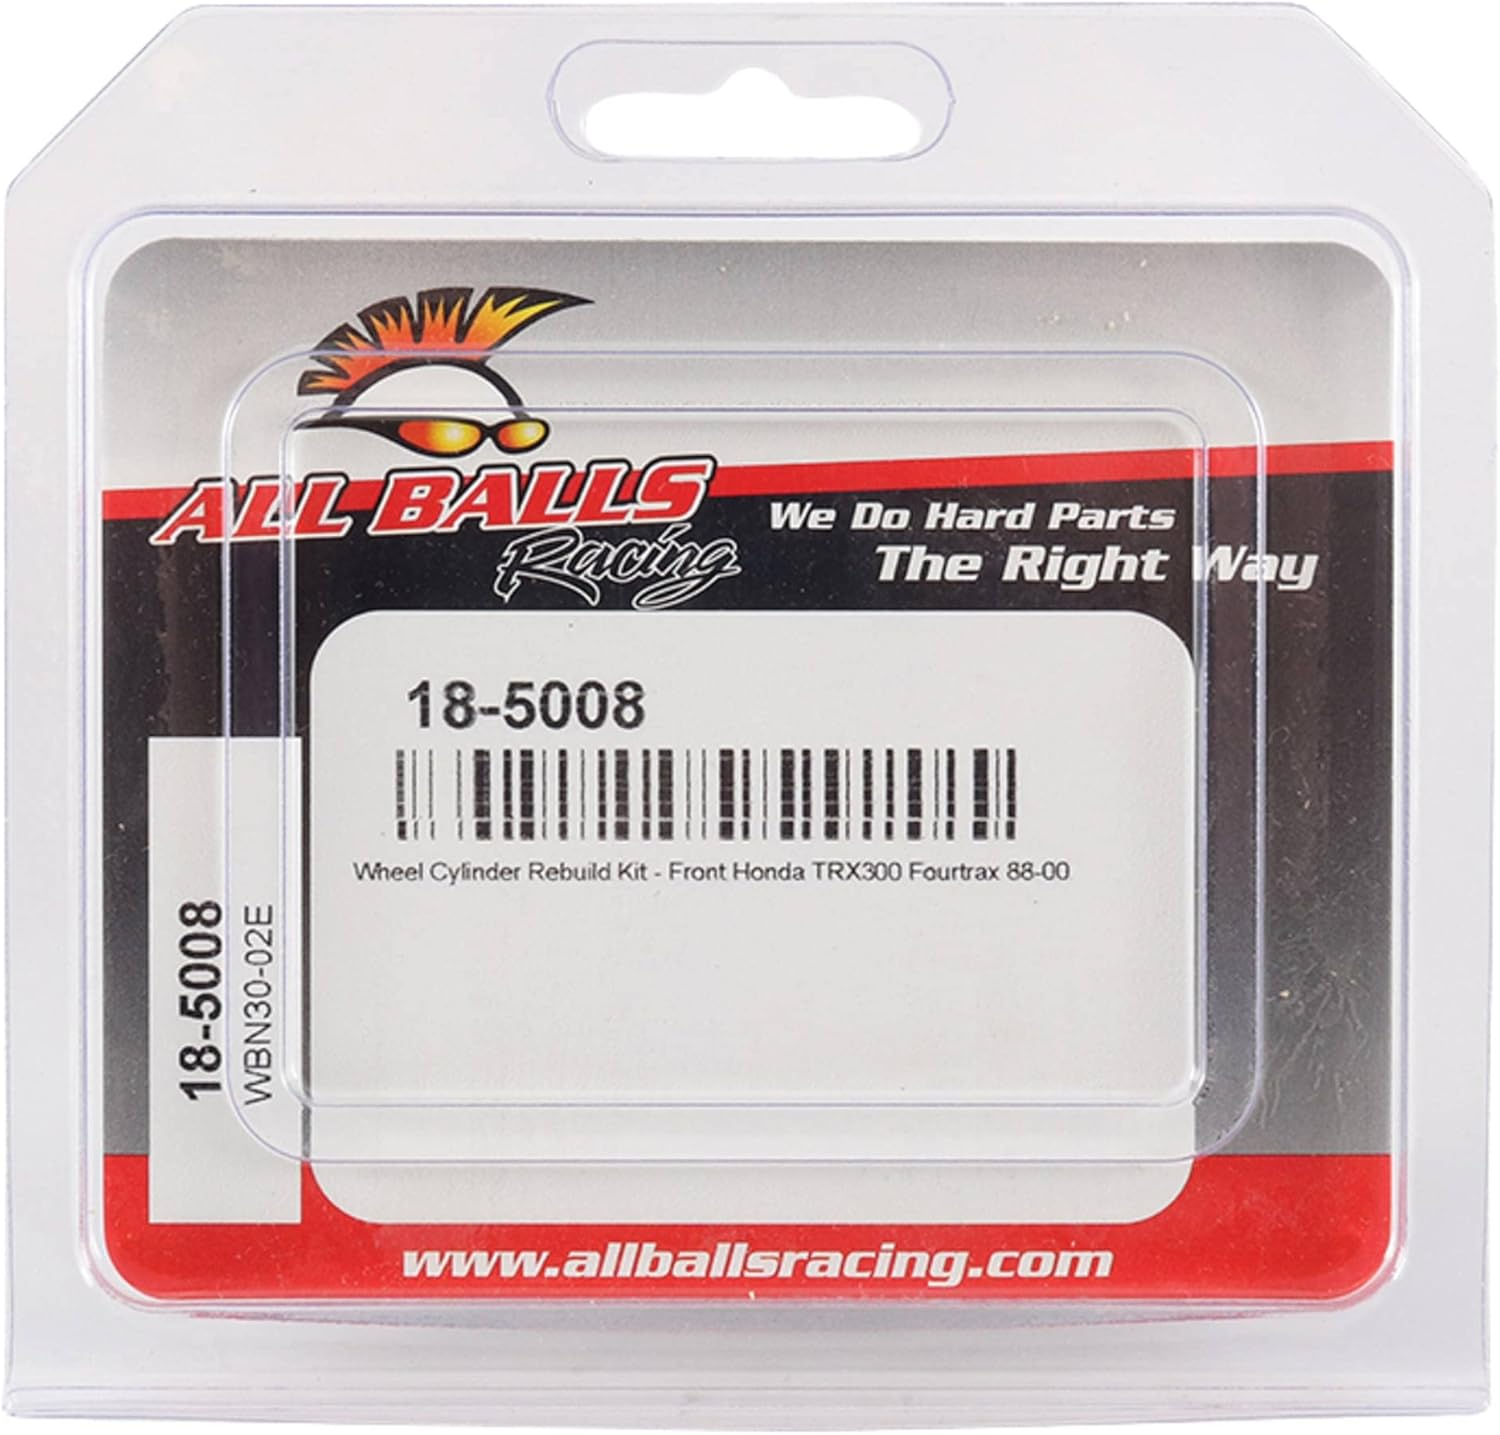 ALL BALLS
Racing
We Do Hard Parts
The Right Way
18-5008
Wheel Cylinder Rebuild Kit - Front Honda TRX300 Fourtrax 88-00
18-5008
WBN30-02E
www.allballsracing.com